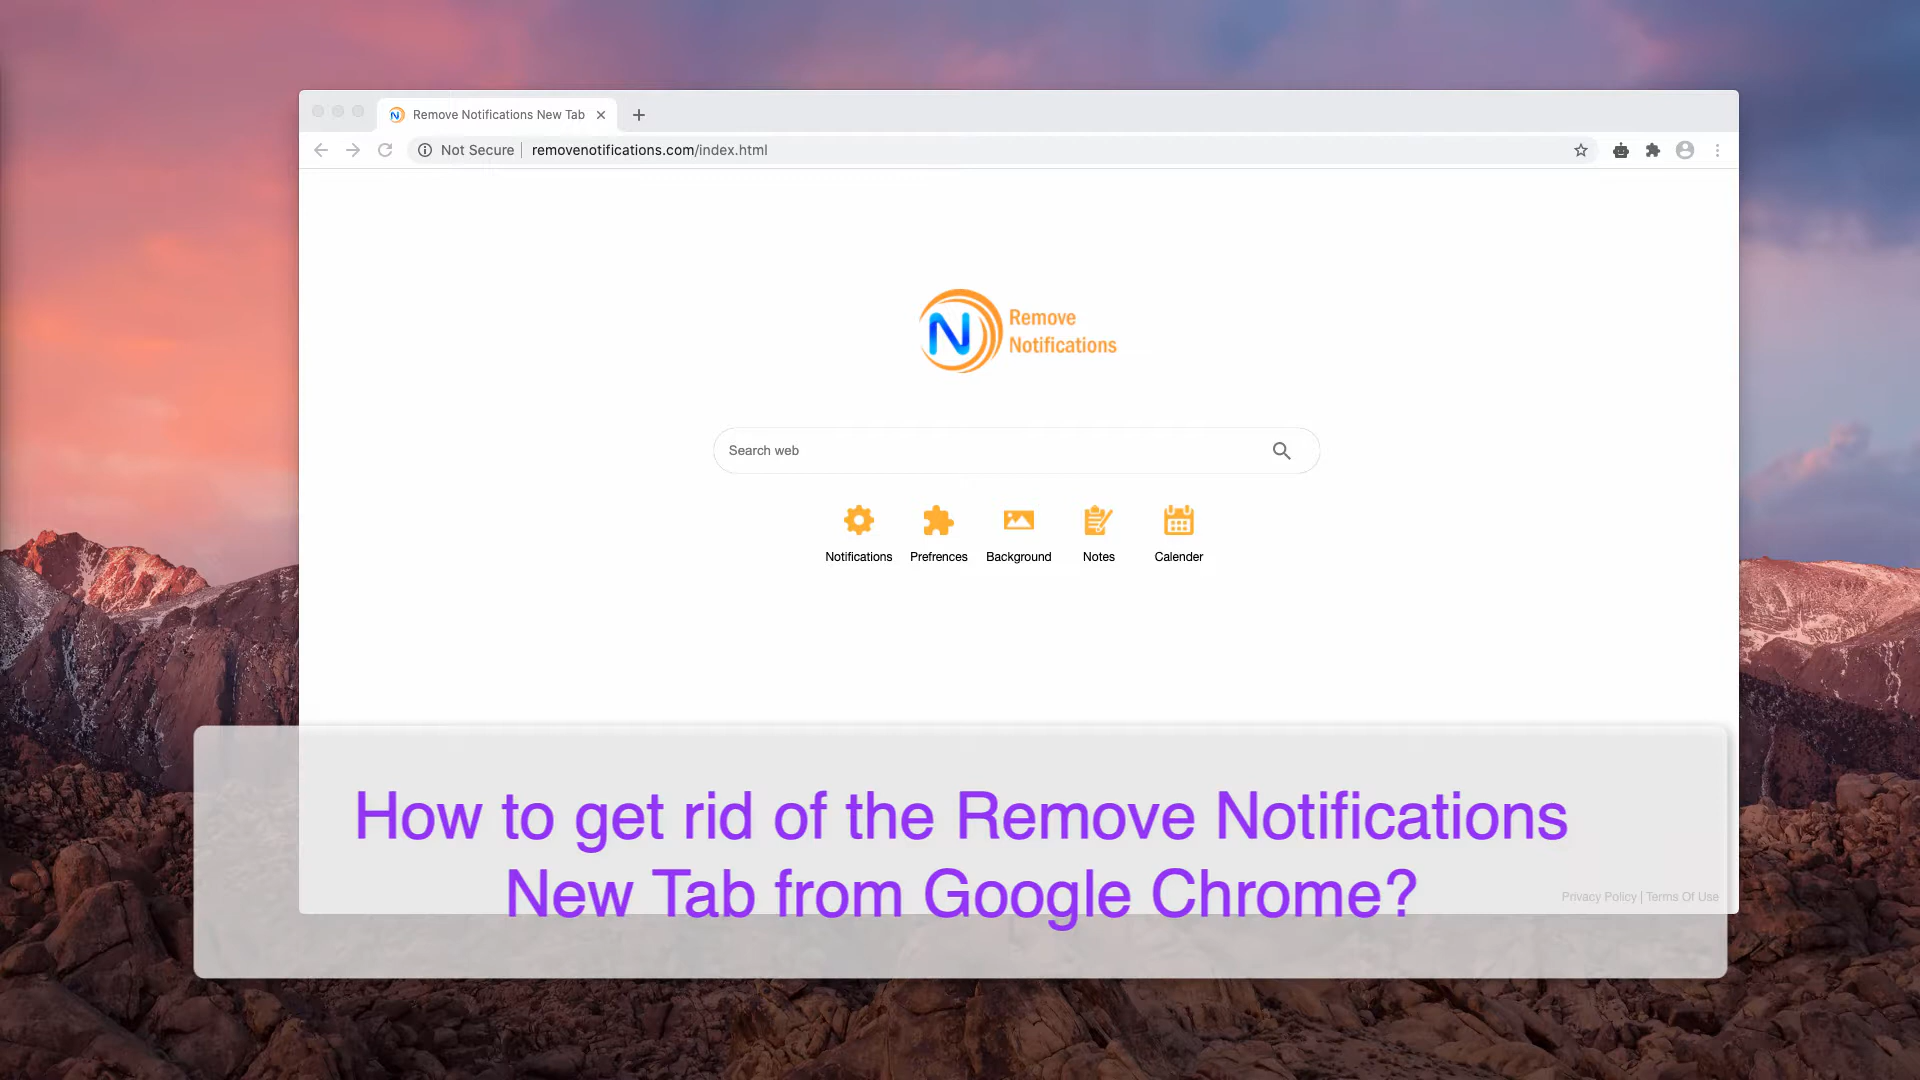 Remove Notifications New Tab
Not Secure removenotifications.com/index.html
N Remove
Notifications
Search web
Notifications Prefrences Background Notes Calender
How to get rid of the Remove Notifications
New Tab from Google Chrome?
Privacy Policy | Terms Of Use